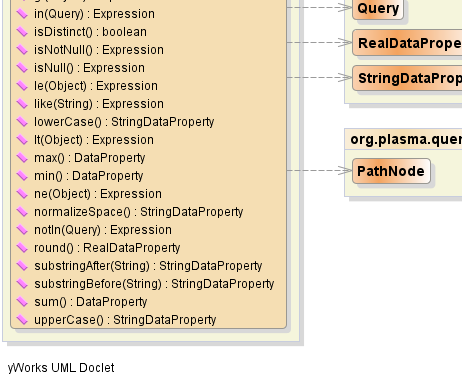 in(Query) : Expression
isDistinct() : boolean
isNotNull() : Expression
isNull() : Expression
le(Object) : Expression
like(String) : Expression
lowerCase() : StringDataProperty
lt(Object) : Expression
max() : DataProperty
min() : DataProperty
ne(Object) : Expression
normalizeSpace() : StringDataProperty
notIn(Query) : Expression
round() : RealDataProperty
substringAfter(String) : StringDataProperty
substringBefore(String) : StringDataProperty
sum() : DataProperty
upperCase() : StringDataProperty
Query
RealDataPrope
StringDataProp
org.plasma.quer
PathNode
yWorks UML Doclet